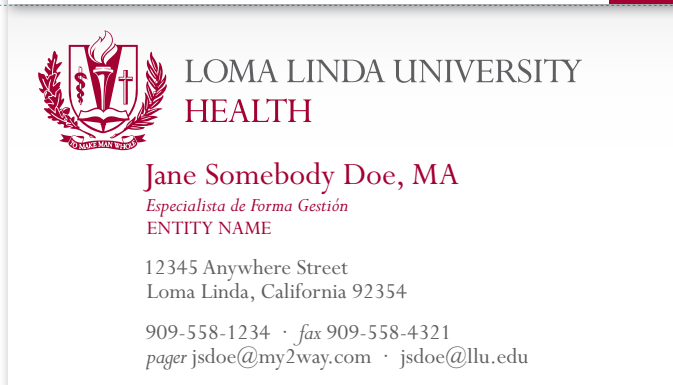 LOMA LINDA UNIVERSITY
HEALTH
TO MAKE MAN WHOLE
Jane Somebody Doe, MA
Especialista de Forma Gestión
ENTITY NAME
12345 Anywhere Street
Loma Linda, California 92354
909-558-1234 · fax 909-558-4321
pager jsdoe@my2way.com · jsdoe@llu.edu